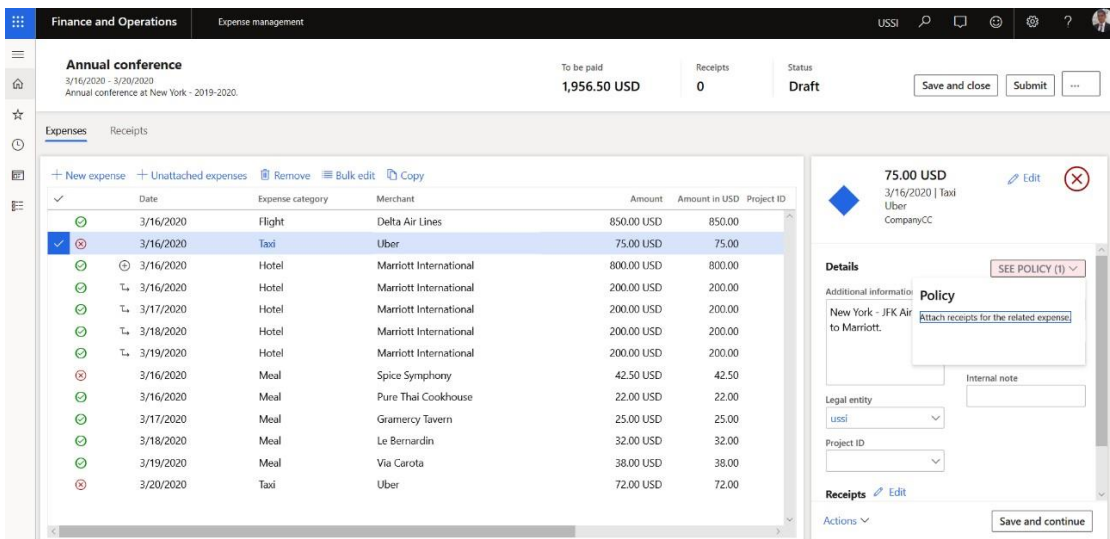 Finance and Operations Expense management USSI ?
Annual conference
3/16/2020 - 3/20/2020
Annual conference at New York - 2019-2020.
To be paid
1,956.50 USD
Receipts
0
Status
Draft
Save and close Submit ...
Expenses Receipts
New expense Unattached expenses Remove Bulk edit Copy
Date Expense category Merchant Amount Amount in USD Project ID
3/16/2020 Flight Delta Air Lines 850.00 USD 850.00
3/16/2020 Taxi Uber 75.00 USD 75.00
3/16/2020 Hotel Marriott International 800.00 USD 800.00
3/16/2020 Hotel Marriott International 200.00 USD 200.00
3/17/2020 Hotel Marriott International 200.00 USD 200.00
3/18/2020 Hotel Marriott International 200.00 USD 200.00
3/19/2020 Hotel Marriott International 200.00 USD 200.00
3/16/2020 Meal Spice Symphony 42.50 USD 42.50
3/16/2020 Meal Pure Thai Cookhouse 22.00 USD 22.00
3/17/2020 Meal Gramercy Tavern 25.00 USD 25.00
3/18/2020 Meal Le Bernardin 32.00 USD 32.00
3/19/2020 Meal Via Carota 38.00 USD 38.00
3/20/2020 Taxi Uber 72.00 USD 72.00
75.00 USD
3/16/2020 | Taxi
Uber
CompanyCC
Edit
Details
SEE POLICY (1)
Additional informatio
New York - JFK Air
to Marriott.
Policy
Attach receipts for the related expense.
Internal note
Legal entity
ussi
Project ID
Receipts Edit
Actions
Save and continue